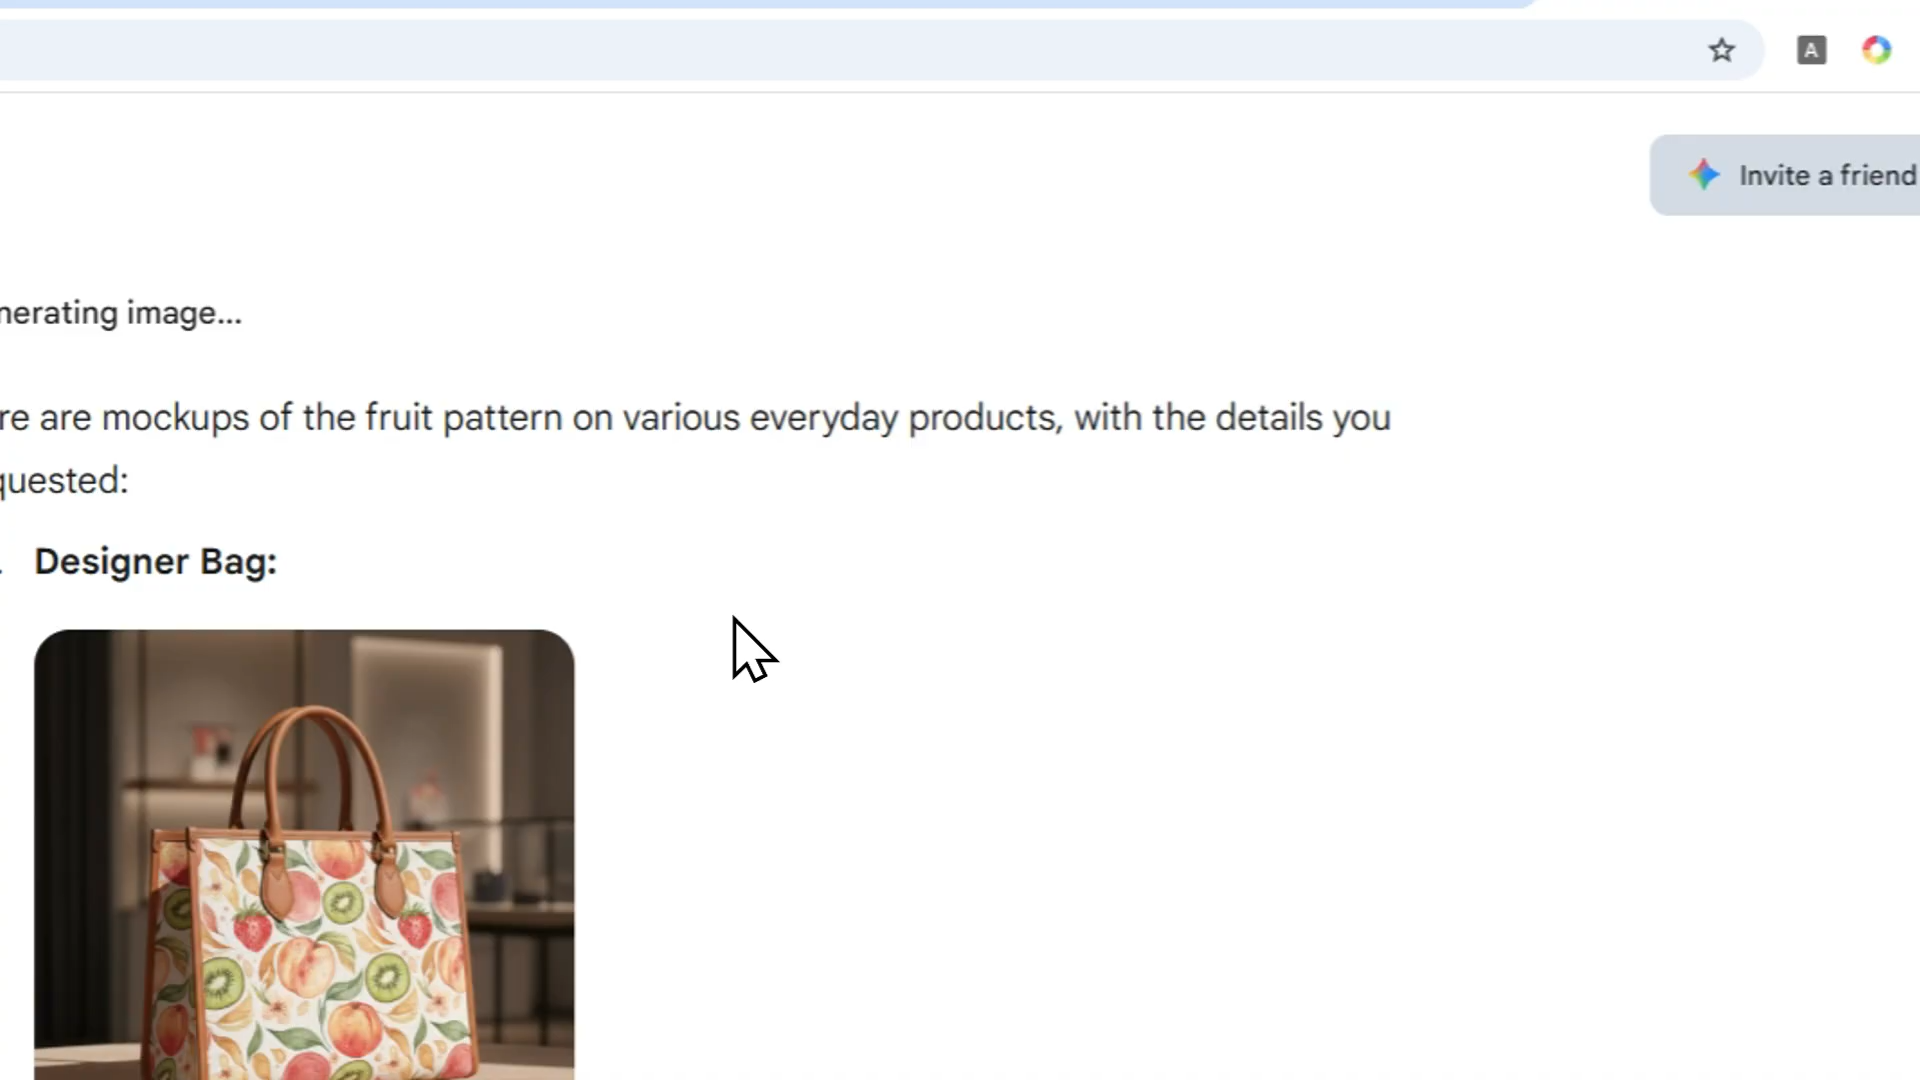 A
Invite a friend
nerating image...
re are mockups of the fruit pattern on various everyday products, with the details you
quested:
Designer Bag: